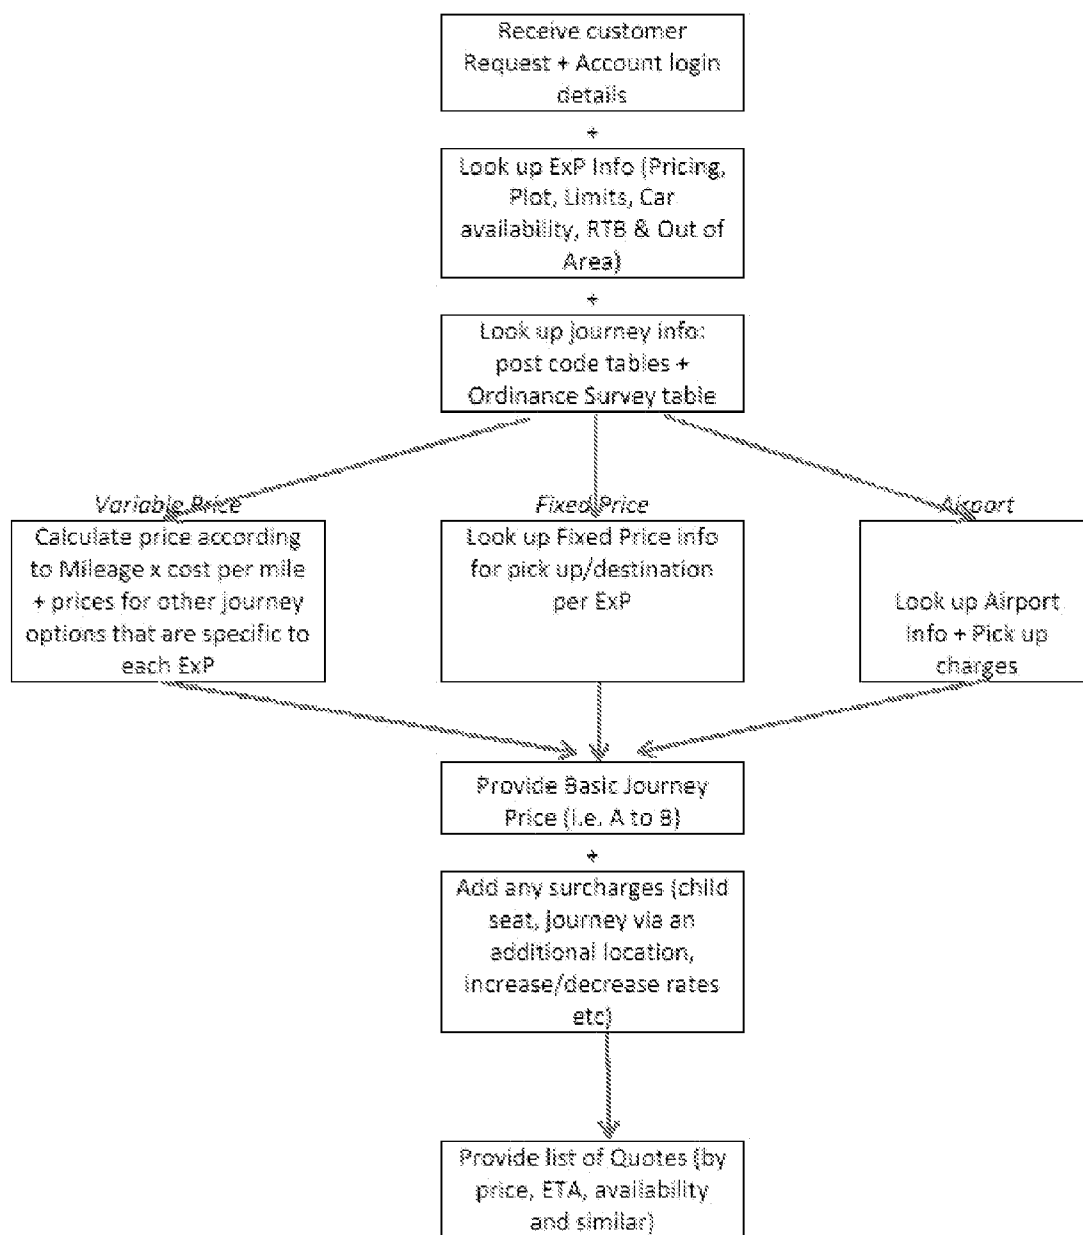 Receive customer
Request + Account login
details
+
Look up ExP Info (Pricing,
Plot, Limits, Car
availability, RTB & Out of
Area)
+
Look up journey info:
post code tables +
Ordinance Survey table
Variable Price
Fixed Price
Airport
Calculate price according
to Mileage x cost per mile
+ prices for other journey
options that are specific to
each ExP
Look up Fixed Price info
for pick up/destination
per ExP
Look up Airport
info + Pick up
charges
Provide Basic Journey
Price (i.e. A to B)
+
Add any surcharges (child
seat, journey via an
additional location,
increase/decrease rates
etc)
Provide list of Quotes (by
price, ETA, availability
and similar)